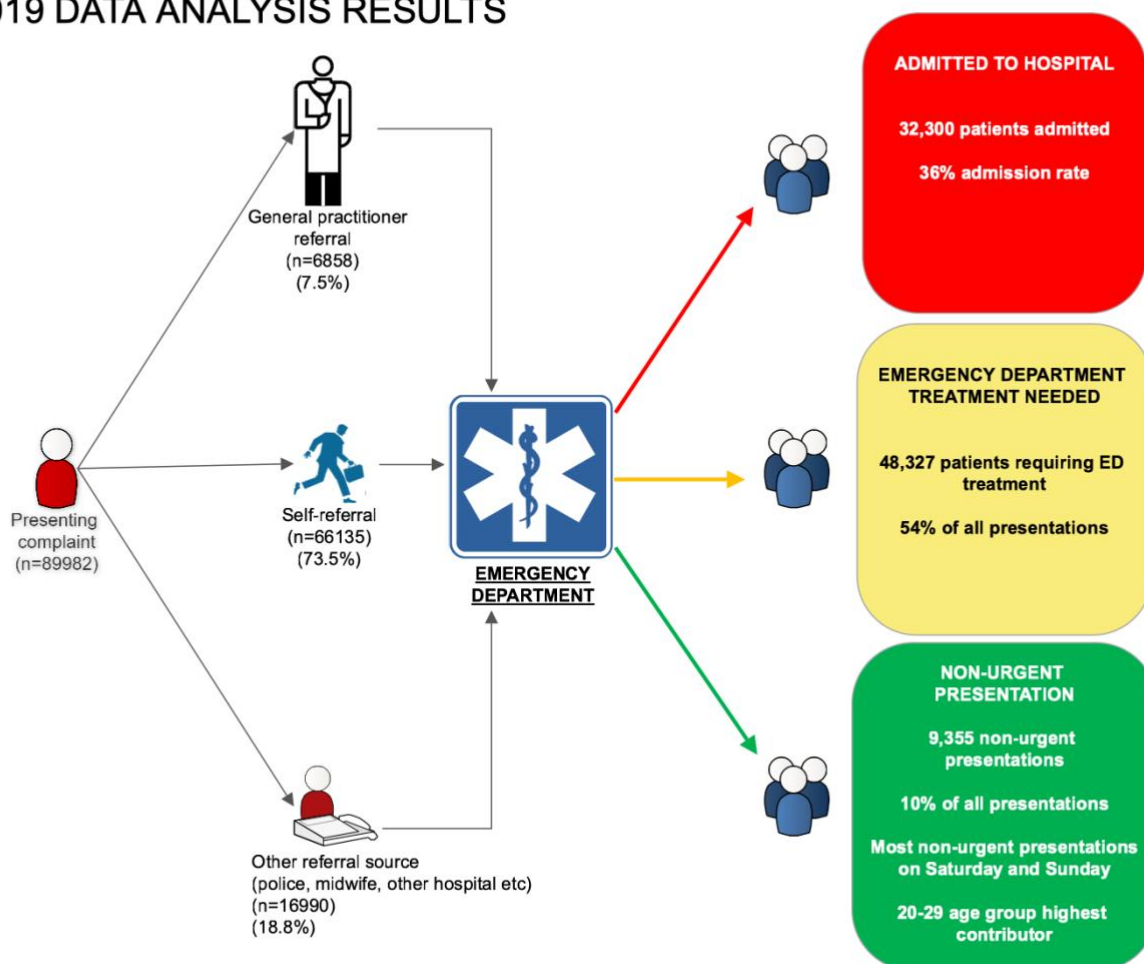 019 DATA ANALYSIS RESULTS
General practitioner
referral
(n=6858)
(7.5%)
Presenting
complaint
(n=89982)
Self-referral
(n=66135)
(73.5%)
EMERGENCY
DEPARTMENT
Other referral source
(police, midwife, other hospital etc)
(n=16990)
(18.8%)
ADMITTED TO HOSPITAL
32,300 patients admitted
36% admission rate
EMERGENCY DEPARTMENT
TREATMENT NEEDED
48,327 patients requiring ED
treatment
54% of all presentations
NON-URGENT
PRESENTATION
9,355 non-urgent
presentations
10% of all presentations
Most non-urgent presentations
on Saturday and Sunday
20-29 age group highest
contributor